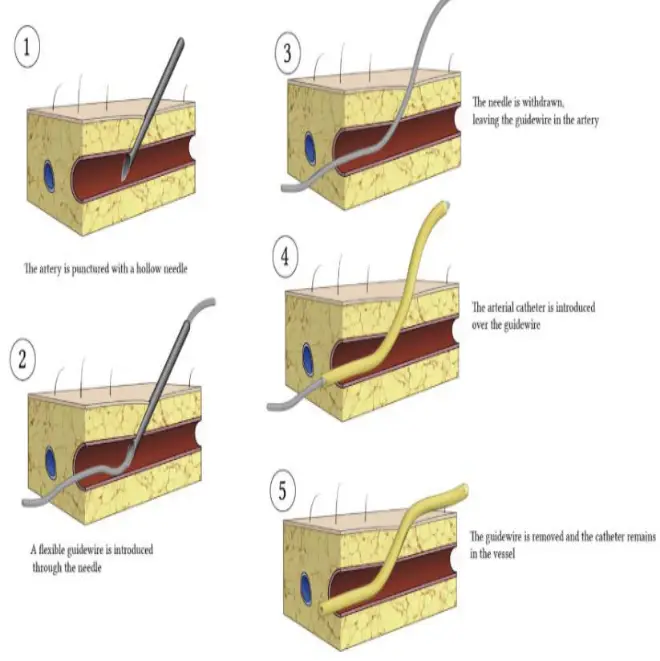 1
The artery is punctured with a hollow needle
2
A flexible guidewire is introduced
through the needle
3
The needle is withdrawn,
leaving the guidewire in the artery
4
The arterial catheter is introduced
over the guidewire
5
The guidewire is removed and the catheter remains
in the vessel